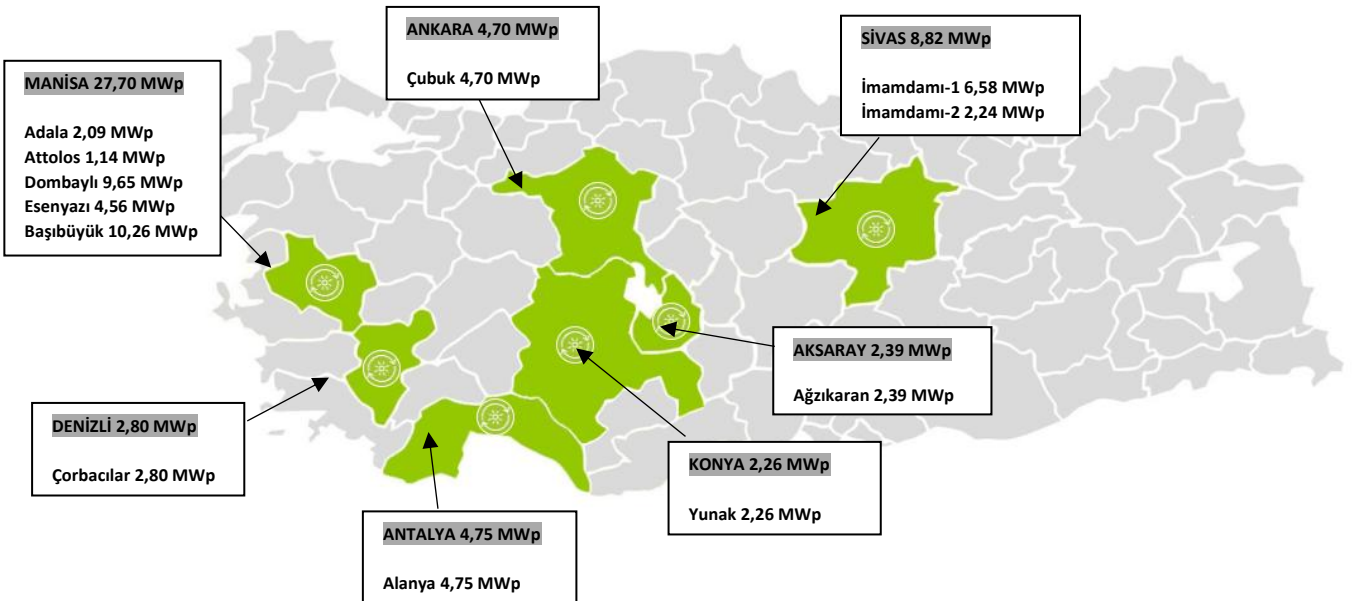 ANKARA 4,70 MWp
Çubuk 4,70 MWp
SİVAS 8,82 MWp
İmamdamı-1 6,58 MWp
İmamdamı-2 2,24 MWp
MANİSA 27,70 MWp
Adala 2,09 MWp
Attolos 1,14 MWp
Dombaylı 9,65 MWp
Esenyazı 4,56 MWp
Başıbüyük 10,26 MWp
AKSARAY 2,39 MWp
Ağzıkaran 2,39 MWp
DENİZLİ 2,80 MWp
Çorbacılar 2,80 MWp
KONYA 2,26 MWp
Yunak 2,26 MWp
ANTALYA 4,75 MWp
Alanya 4,75 MWp